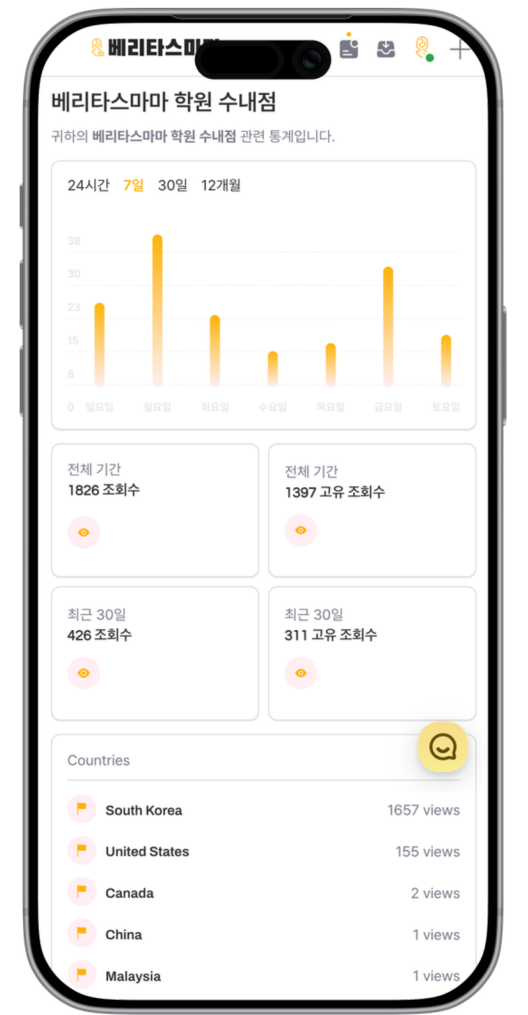 베리타스마마
베리타스마마 학원 수내점
귀하의 베리타스마마 학원 수내점 관련 통계입니다.
24시간 7일 30일 12개월
38
30
23
15
8
0 일요일 월요일 화요일 수요일 목요일 금요일 토요일
전체 기간
1826 조회수
전체 기간
1397 고유 조회수
최근 30일
426 조회수
최근 30일
311 고유 조회수
Countries
South Korea 1657 views
United States 155 views
Canada 2 views
China 1 views
Malaysia 1 views